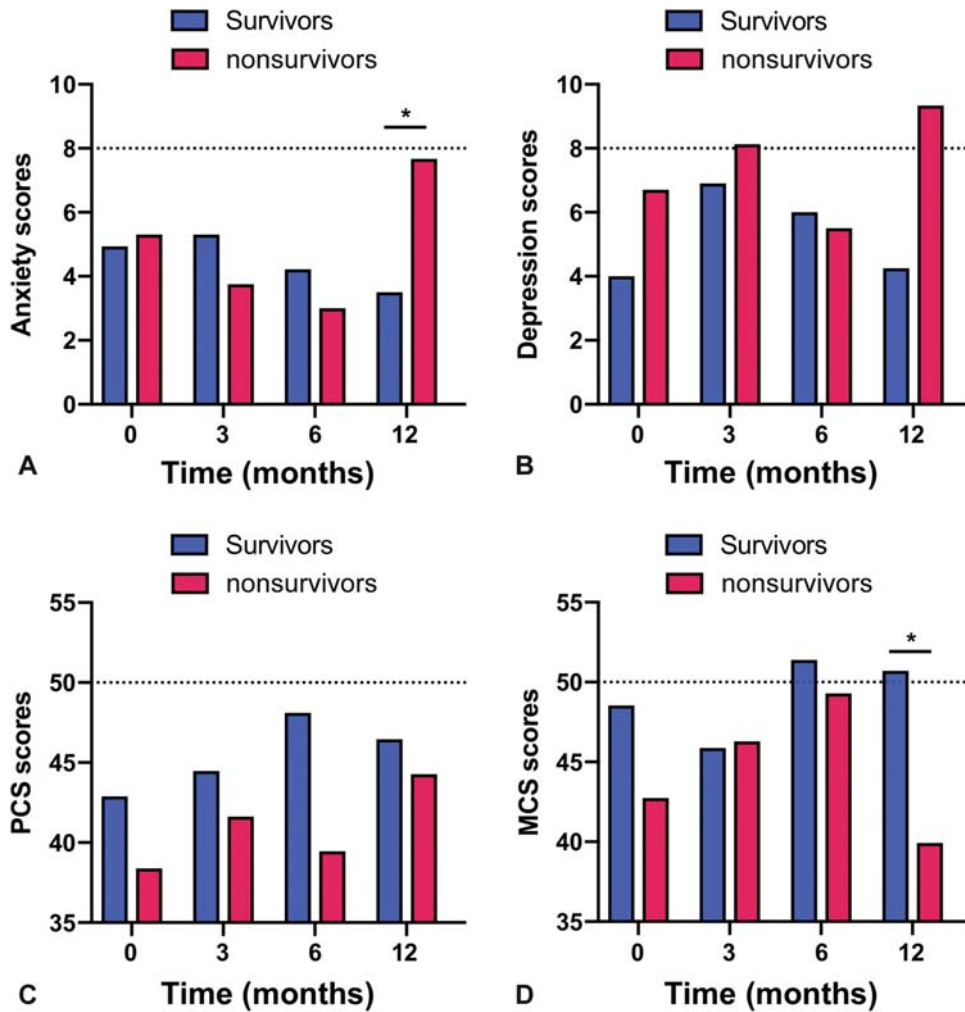 Survivors
nonsurvivors
Anxiety scores
10
8
6
4
2
0
*
0 3 6 12
A
Time (months)
Survivors
nonsurvivors
Depression scores
10
8
6
4
2
0
0 3 6 12
B
Time (months)
Survivors
nonsurvivors
PCS scores
55
50
45
40
35
0 3 6 12
C
Time (months)
Survivors
nonsurvivors
MCS scores
55
50
45
40
35
*
0 3 6 12
D
Time (months)